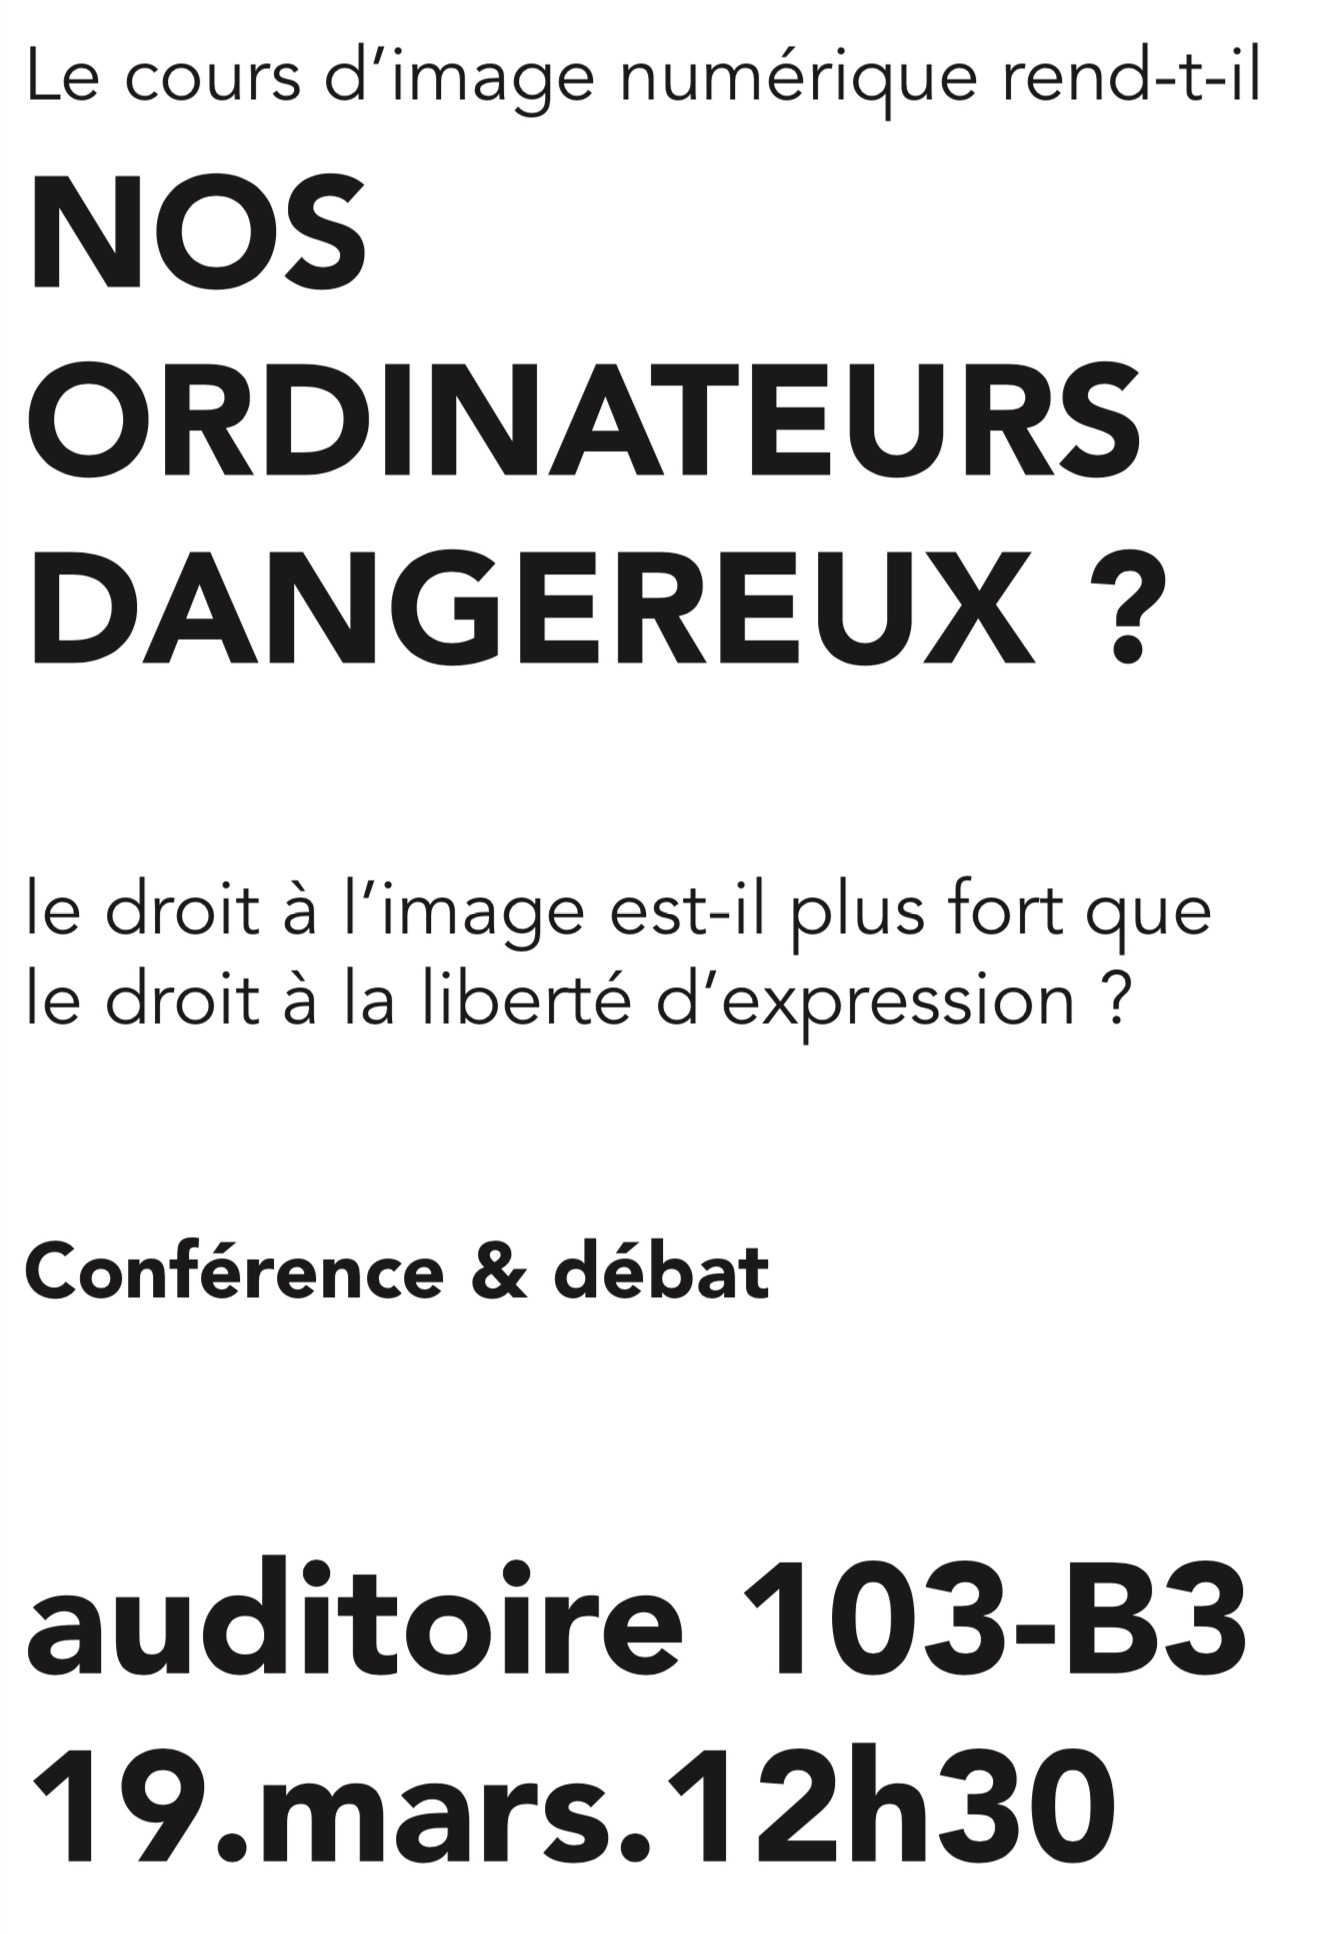 Le cours d’image numérique rend-t-il
NOS
ORDINATEURS
DANGEREUX ?
le droit à l’image est-il plus fort que
le droit à la liberté d’expression ?
Conférence & débat
auditoire 103-B3
19.mars.12h30